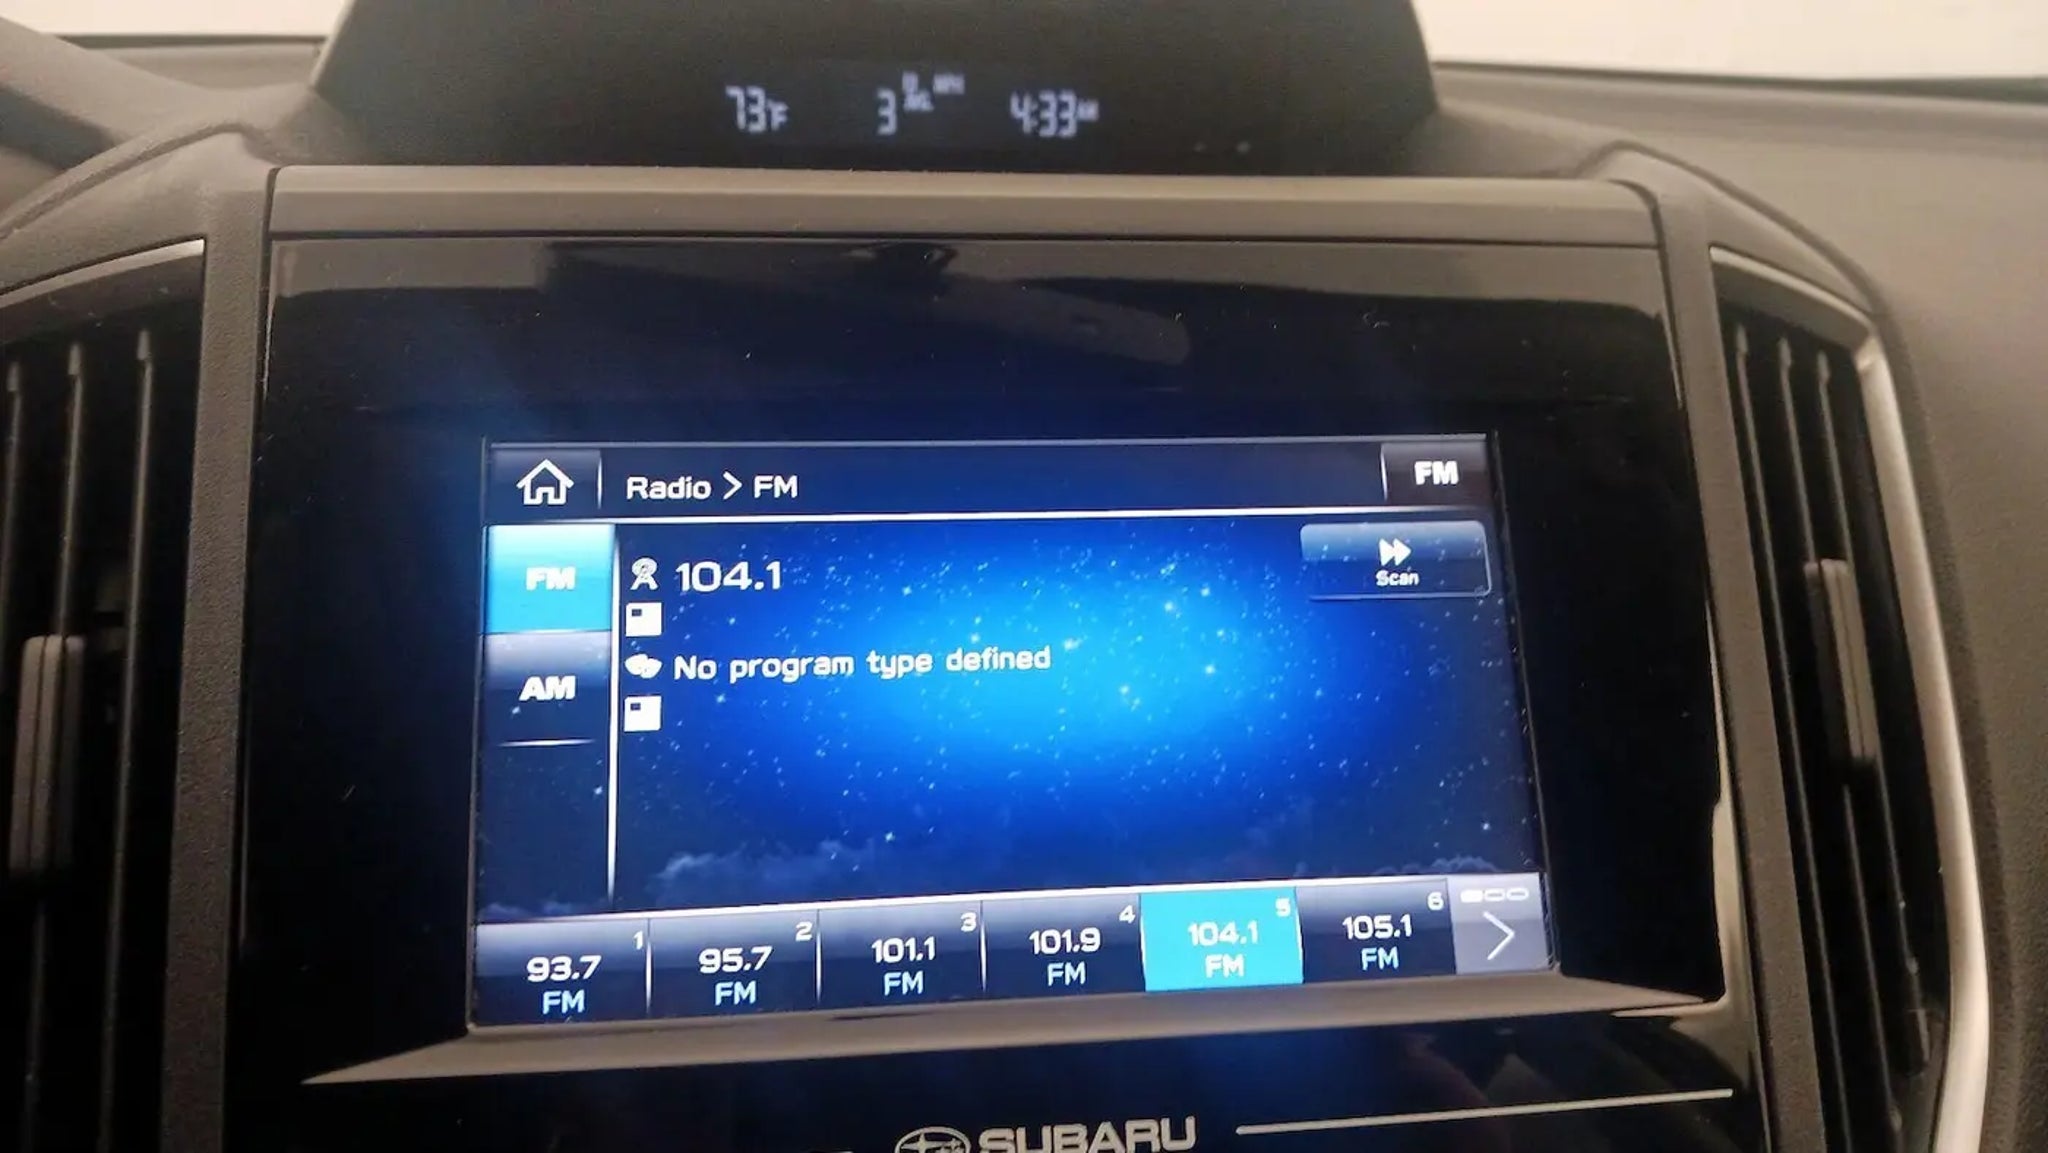 73°F 3 4:33
Radio > FM FM
FM 104.1 Scan
No program type defined
AM
1 2 3 4 5 6
93.7 95.7 101.1 101.9 104.1 105.1
FM FM FM FM FM FM
SUBARU